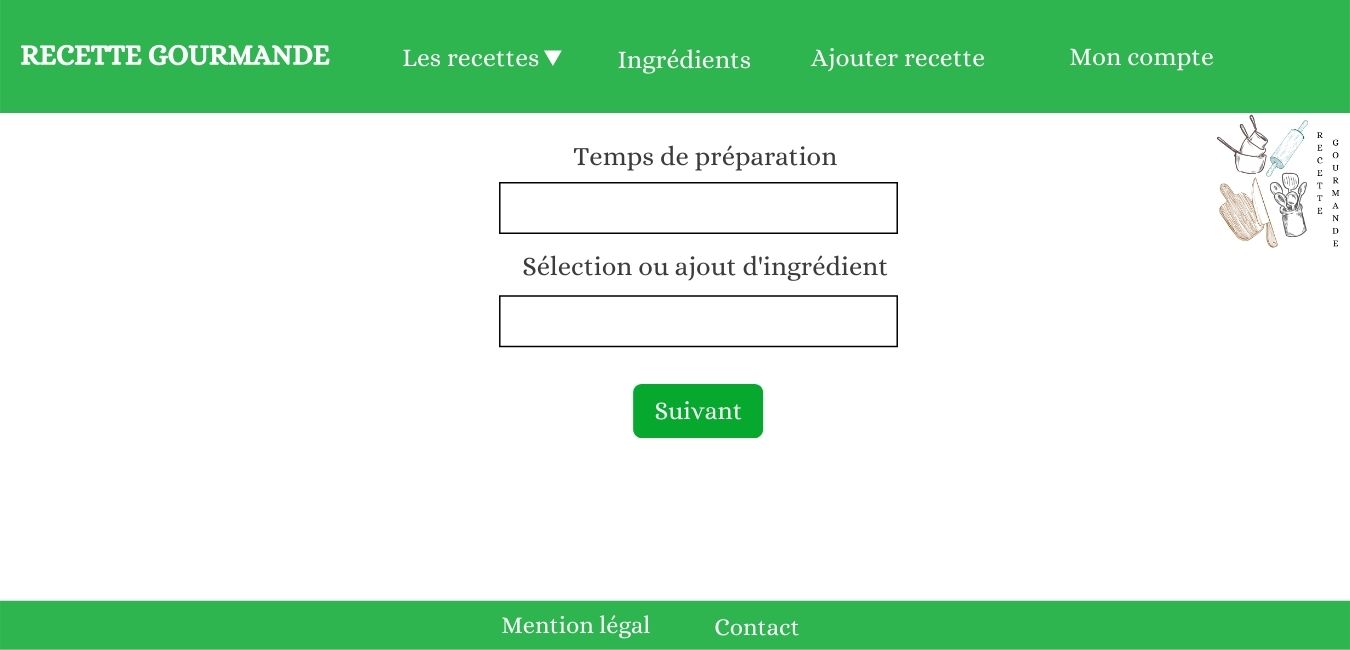 RECETTE GOURMANDE
Les recettes ▼
Ingrédients
Ajouter recette
Mon compte
RECETTE
GOURMANDE
Temps de préparation
Sélection ou ajout d'ingrédient
Suivant
Mention légal
Contact